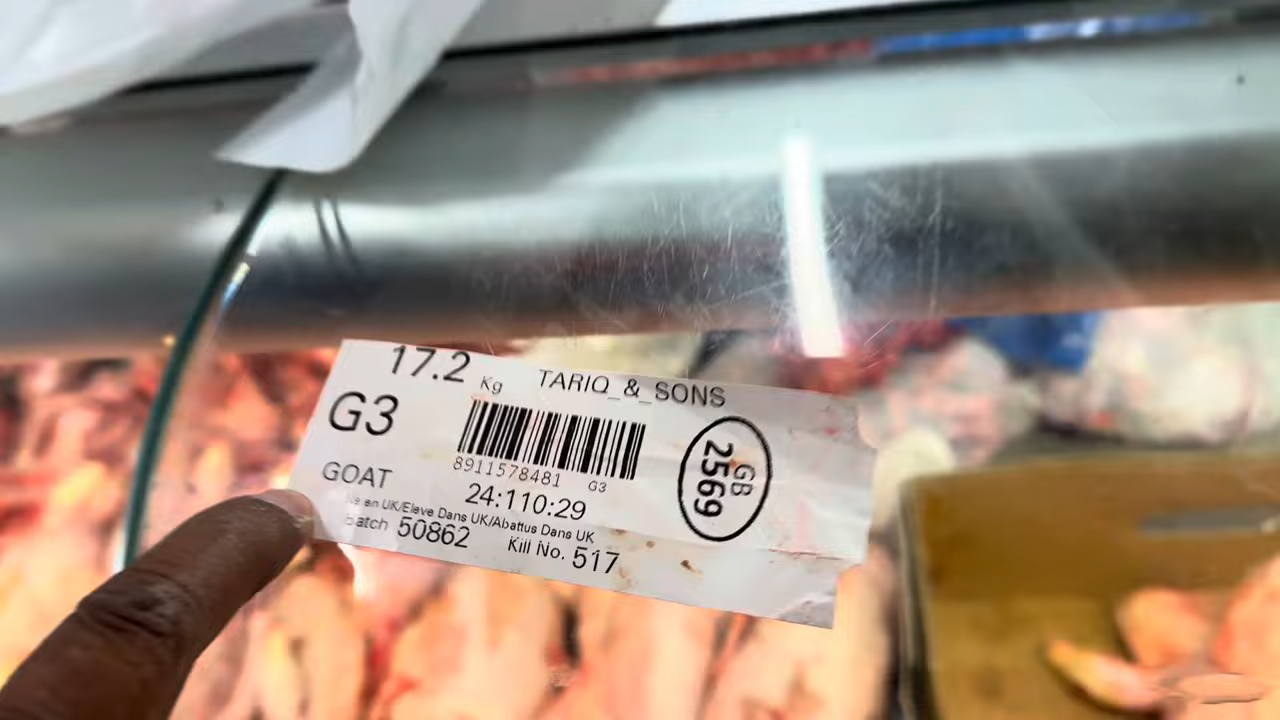 17.2 Kg TARIQ_&_SONS
G3
8911578481 G3
GB
2569
GOAT
24:110:29
en UK/Eleve Dans UK/Abattus Dans UK
Batch 50862 Kill No. 517